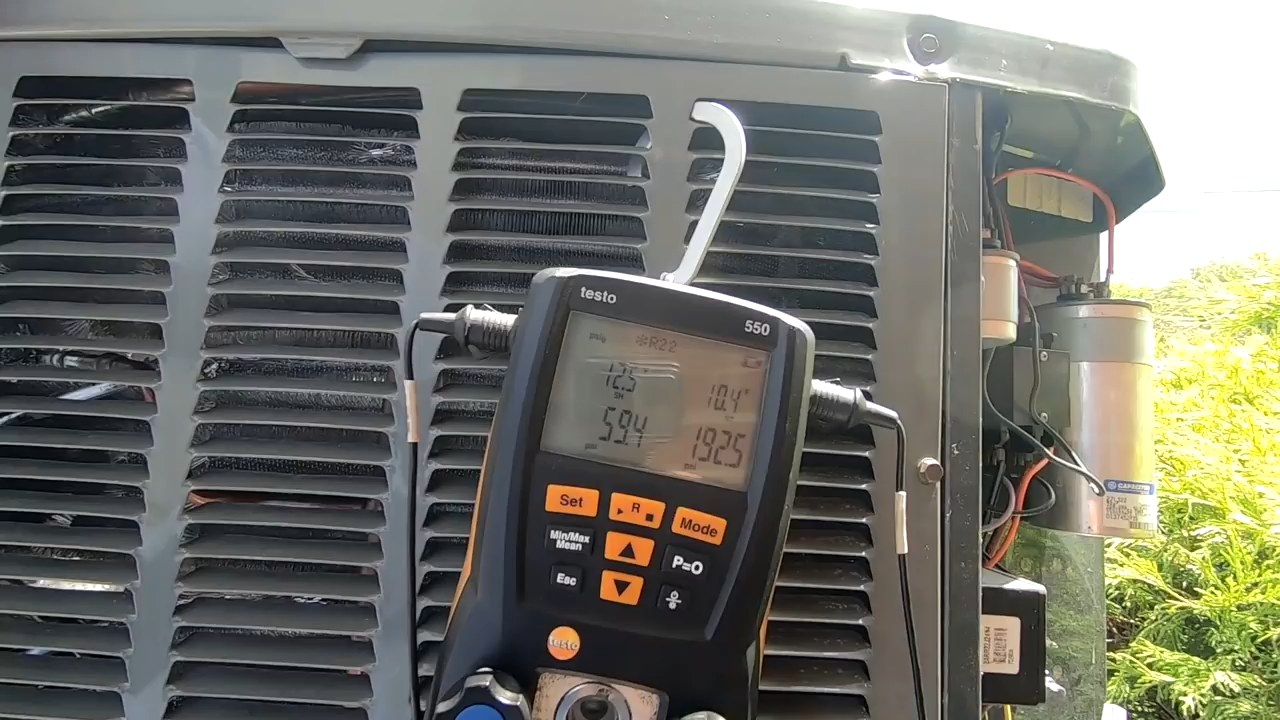 testo
550
psig
❄R22
12.5°
10.4°
SH
59.4
192.5
psi
psi
Set
▶ R ■
Mode
Min/Max
Mean
▲
P=O
Esc
▼
testo
CAPACITOR